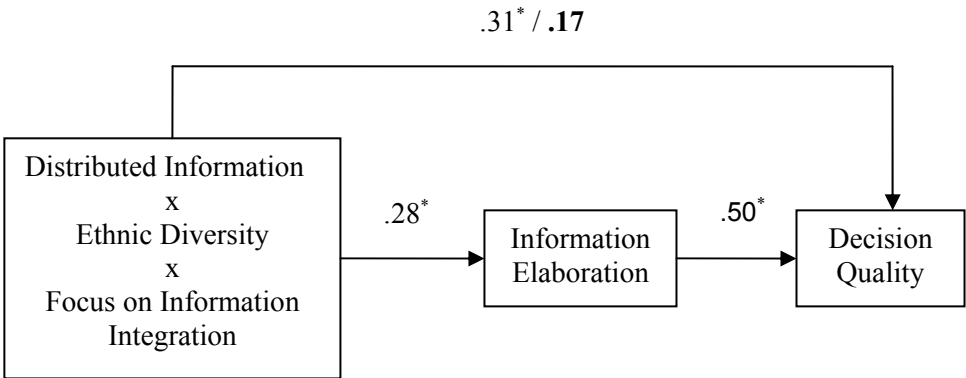 .31* / .17
Distributed Information
x
Ethnic Diversity
x
Focus on Information
Integration
.28*
Information
Elaboration
.50*
Decision
Quality